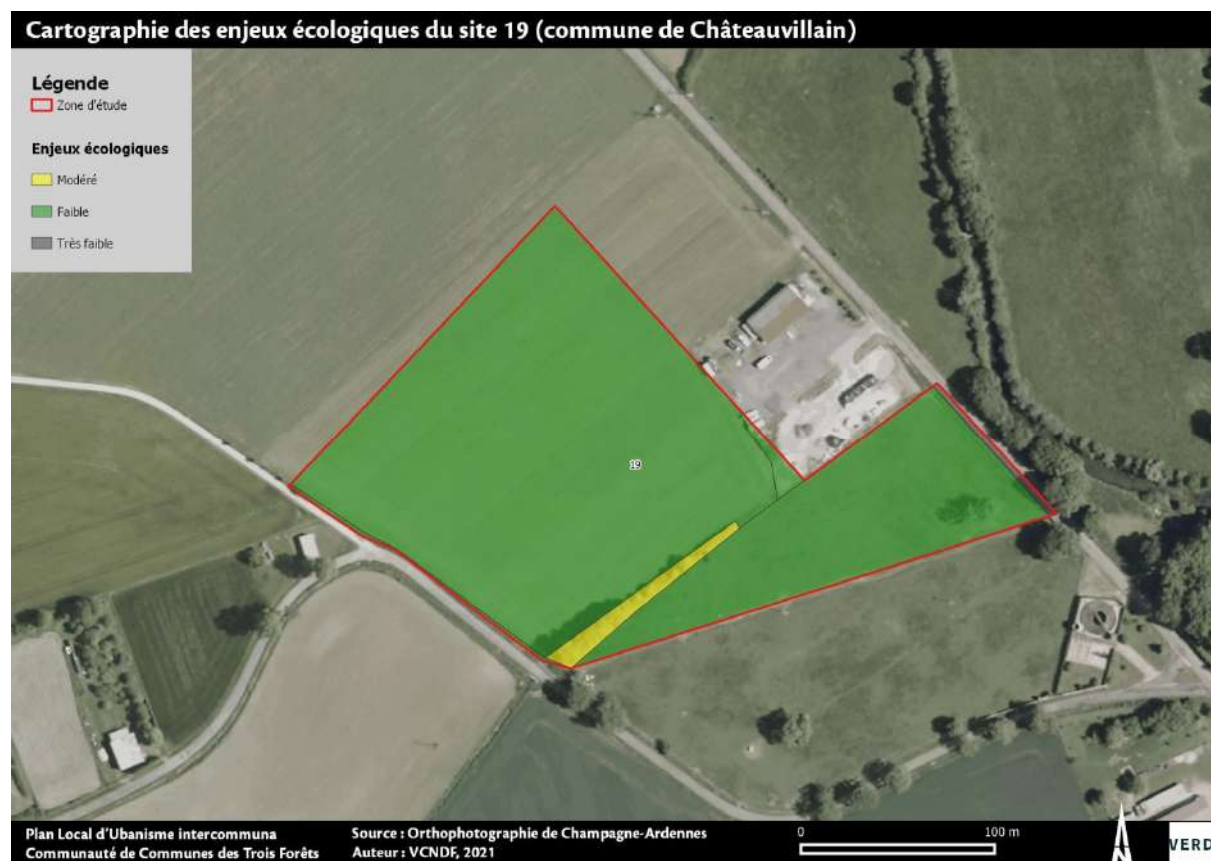 Cartographie des enjeux écologiques du site 19 (commune de Châteauvillain)
Légende
Zone d'étude
Enjeux écologiques
Modéré
Faible
Très faible
19
Plan Local d'Ubanisme intercommuna
Communauté de Communes des Trois Forêts
Source : Orthophotographie de Champagne-Ardennes
Auteur : VCNDF, 2021
0
100 m
N
VERD